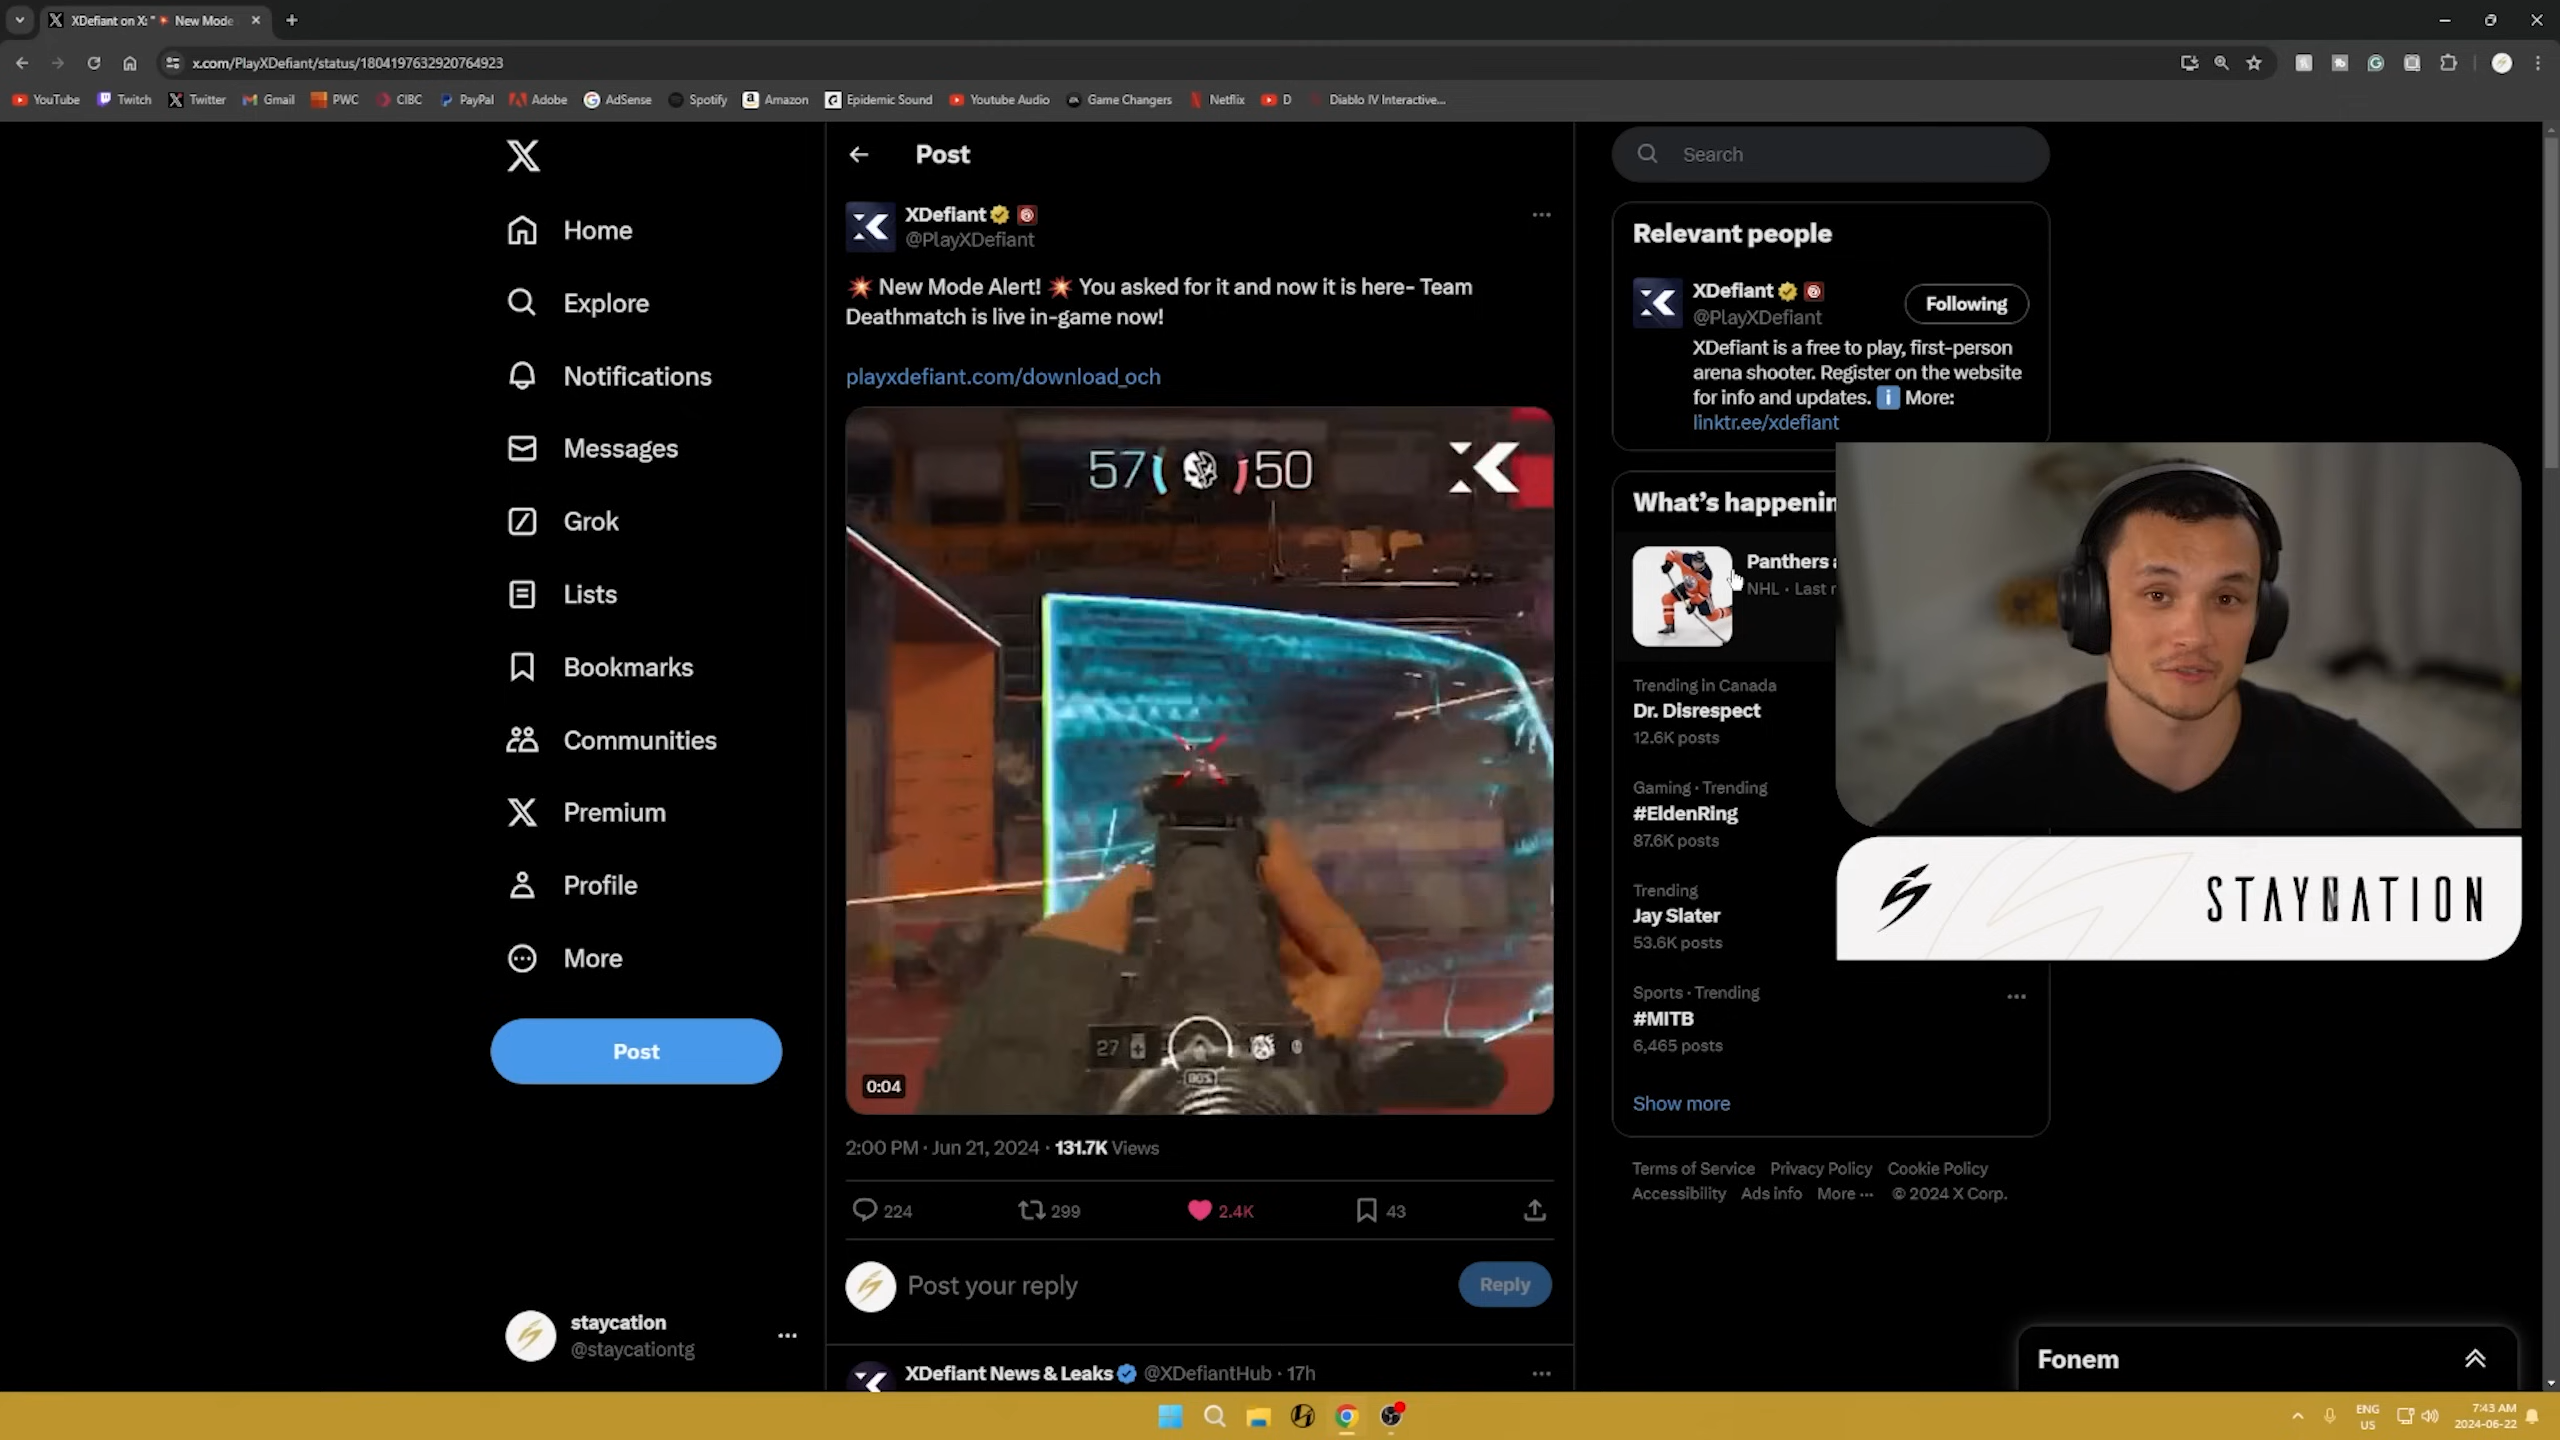 XDefiant on X: "💥 New Mode
x.com/PlayXDefiant/status/1804197632920764923
YouTube
Twitch
Twitter
Gmail
PWC
CIBC
PayPal
Adobe
AdSense
Spotify
Amazon
Epidemic Sound
Youtube Audio
Game Changers
Netflix
D
Diablo IV Interactive...
Home
Explore
Notifications
Messages
Grok
Lists
Bookmarks
Communities
Premium
Profile
More
Post
staycation
@staycationtg
Post
XDefiant
@PlayXDefiant
💥 New Mode Alert! 💥 You asked for it and now it is here- Team
Deathmatch is live in-game now!
playxdefiant.com/download_och
57 50
27
80%
0:04
2:00 PM · Jun 21, 2024 · 131.7K Views
224
299
2.4K
43
Post your reply
Reply
XDefiant News & Leaks @XDefiantHub · 17h
Search
Relevant people
XDefiant
@PlayXDefiant
Following
XDefiant is a free to play, first-person
arena shooter. Register on the website
for info and updates. ℹ️ More:
linktr.ee/xdefiant
What's happenin
Panthers
NHL · Last
Trending in Canada
Dr. Disrespect
12.6K posts
Gaming · Trending
#EldenRing
87.6K posts
Trending
Jay Slater
53.6K posts
Sports · Trending
#MITB
6,465 posts
Show more
Terms of Service Privacy Policy Cookie Policy
Accessibility Ads info More ··· © 2024 X Corp.
Fonem
ENG
US
7:43 AM
2024-06-22